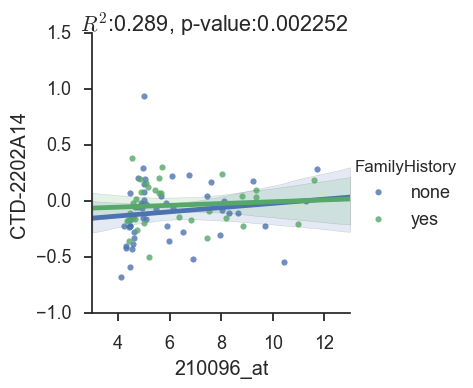 R²:0.289, p-value:0.002252
1.5
1.0
0.5
0.0
−0.5
−1.0
CTD-2202A14
4 6 8 10 12
210096_at
FamilyHistory
none
yes